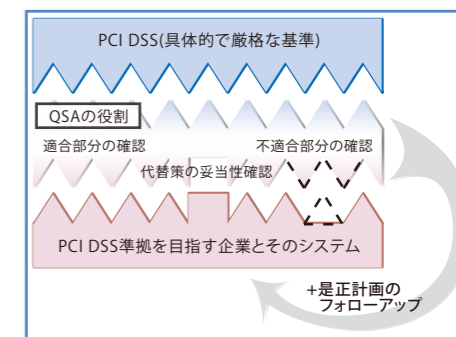 PCI DSS(具体的で厳格な基準)
QSAの役割
適合部分の確認
不適合部分の確認
代替策の妥当性確認
PCI DSS準拠を目指す企業とそのシステム
+是正計画の
フォローアップ